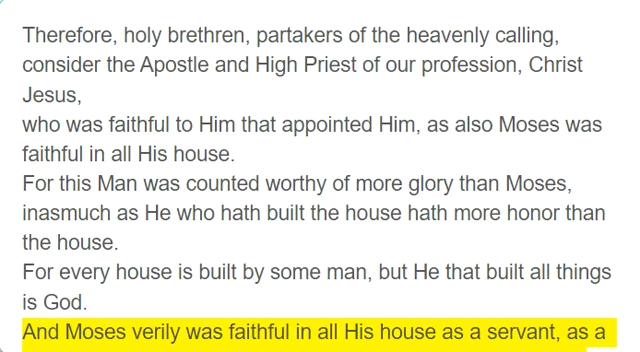 Therefore, holy brethren, partakers of the heavenly calling,
consider the Apostle and High Priest of our profession, Christ
Jesus,
who was faithful to Him that appointed Him, as also Moses was
faithful in all His house.
For this Man was counted worthy of more glory than Moses,
inasmuch as He who hath built the house hath more honor than
the house.
For every house is built by some man, but He that built all things
is God.
And Moses verily was faithful in all His house as a servant, as a